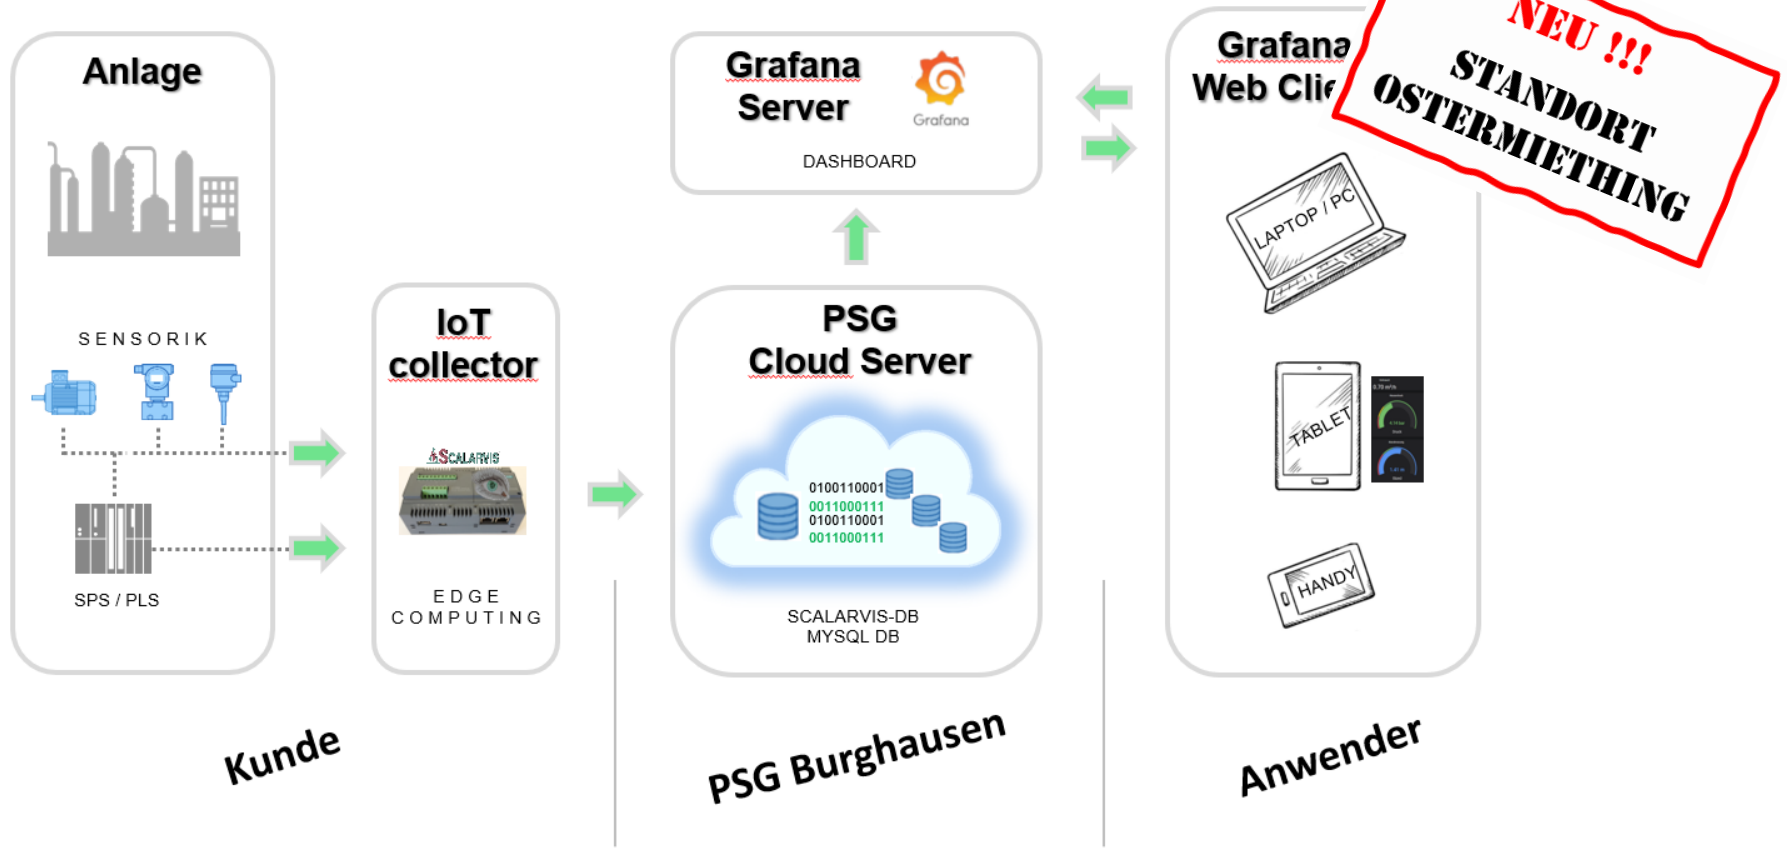 Anlage
SENSORIK
SPS / PLS
IoT
collector
SCALARVIS
EDGE
COMPUTING
Grafana
Server
Grafana
DASHBOARD
PSG
Cloud Server
0100110001
0011000111
0100110001
0011000111
SCALARVIS-DB
MYSQL DB
Grafana
Web Clie
LAPTOP / PC
TABLET
HANDY
NEU !!!
STANDORT
OSTERMIETHING
Kunde
PSG Burghausen
Anwender